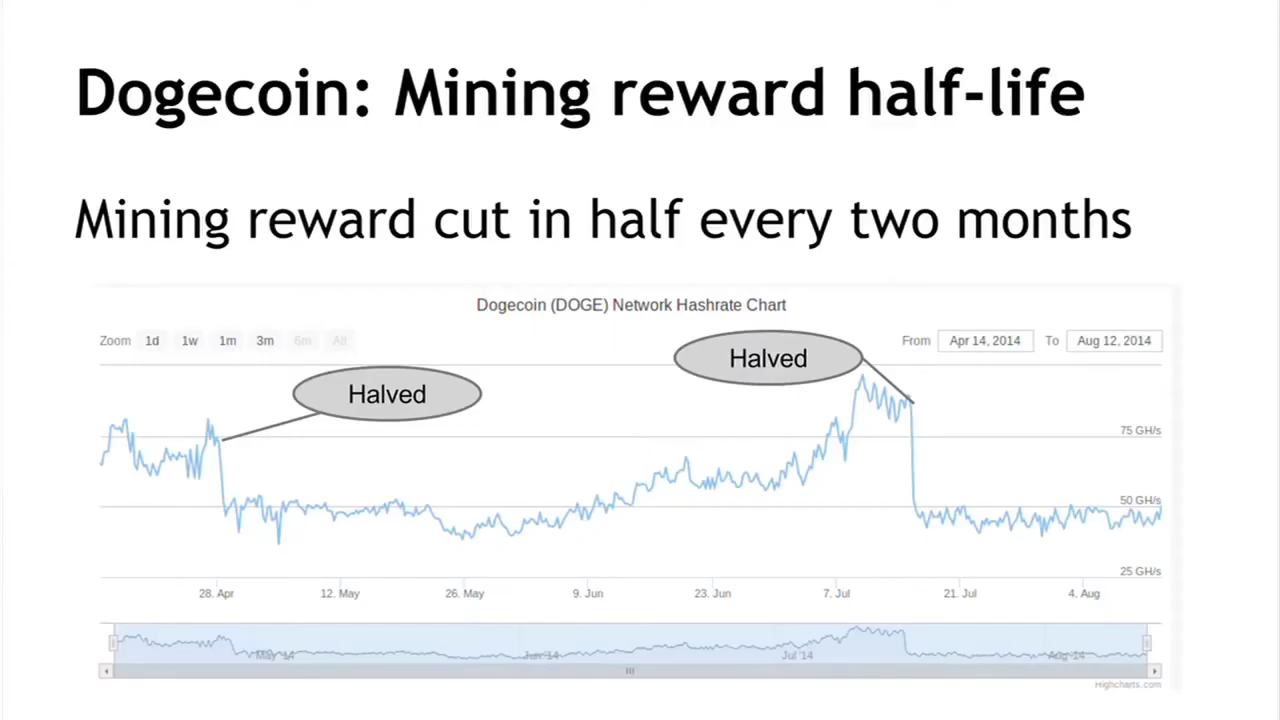 Dogecoin: Mining reward half-life
Mining reward cut in half every two months
Dogecoin (DOGE) Network Hashrate Chart
Zoom 1d 1w 1m 3m 6m All
From Apr 14, 2014 To Aug 12, 2014
Halved
Halved
75 GH/s
50 GH/s
25 GH/s
28. Apr 12. May 26. May 9. Jun 23. Jun 7. Jul 21. Jul 4. Aug
May '14 Jun '14 Jul '14 Aug '14
Highcharts.com